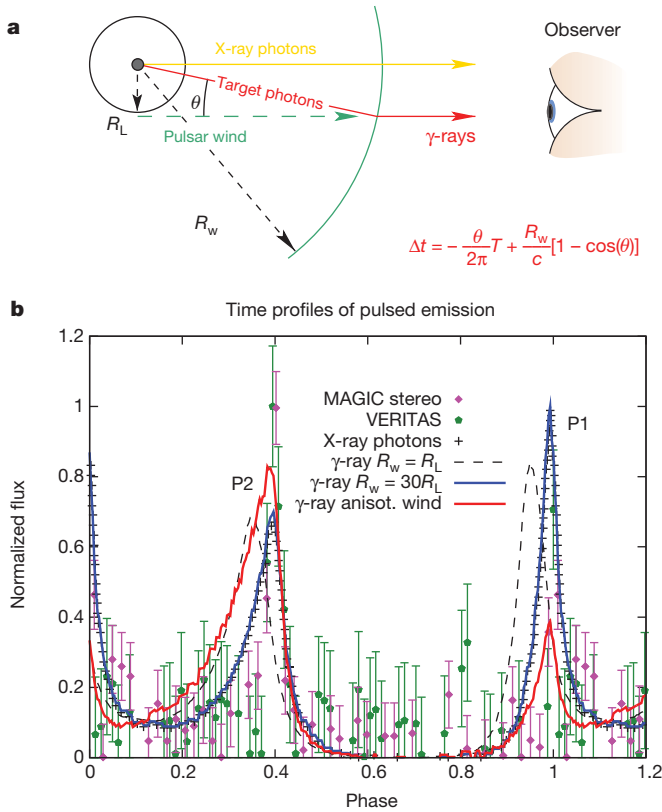 a
Observer
X-ray photons
Target photons
θ
R_L
Pulsar wind
γ-rays
R_w
Δt = − θ/2π T + R_w/c [1 − cos(θ)]
b
Time profiles of pulsed emission
1.2
1
0.8
0.6
0.4
0.2
0
Normalized flux
MAGIC stereo
VERITAS
X-ray photons
γ-ray R_w = R_L
γ-ray R_w = 30R_L
γ-ray anisot. wind
P2
P1
0
0.2
0.4
0.6
0.8
1
1.2
Phase